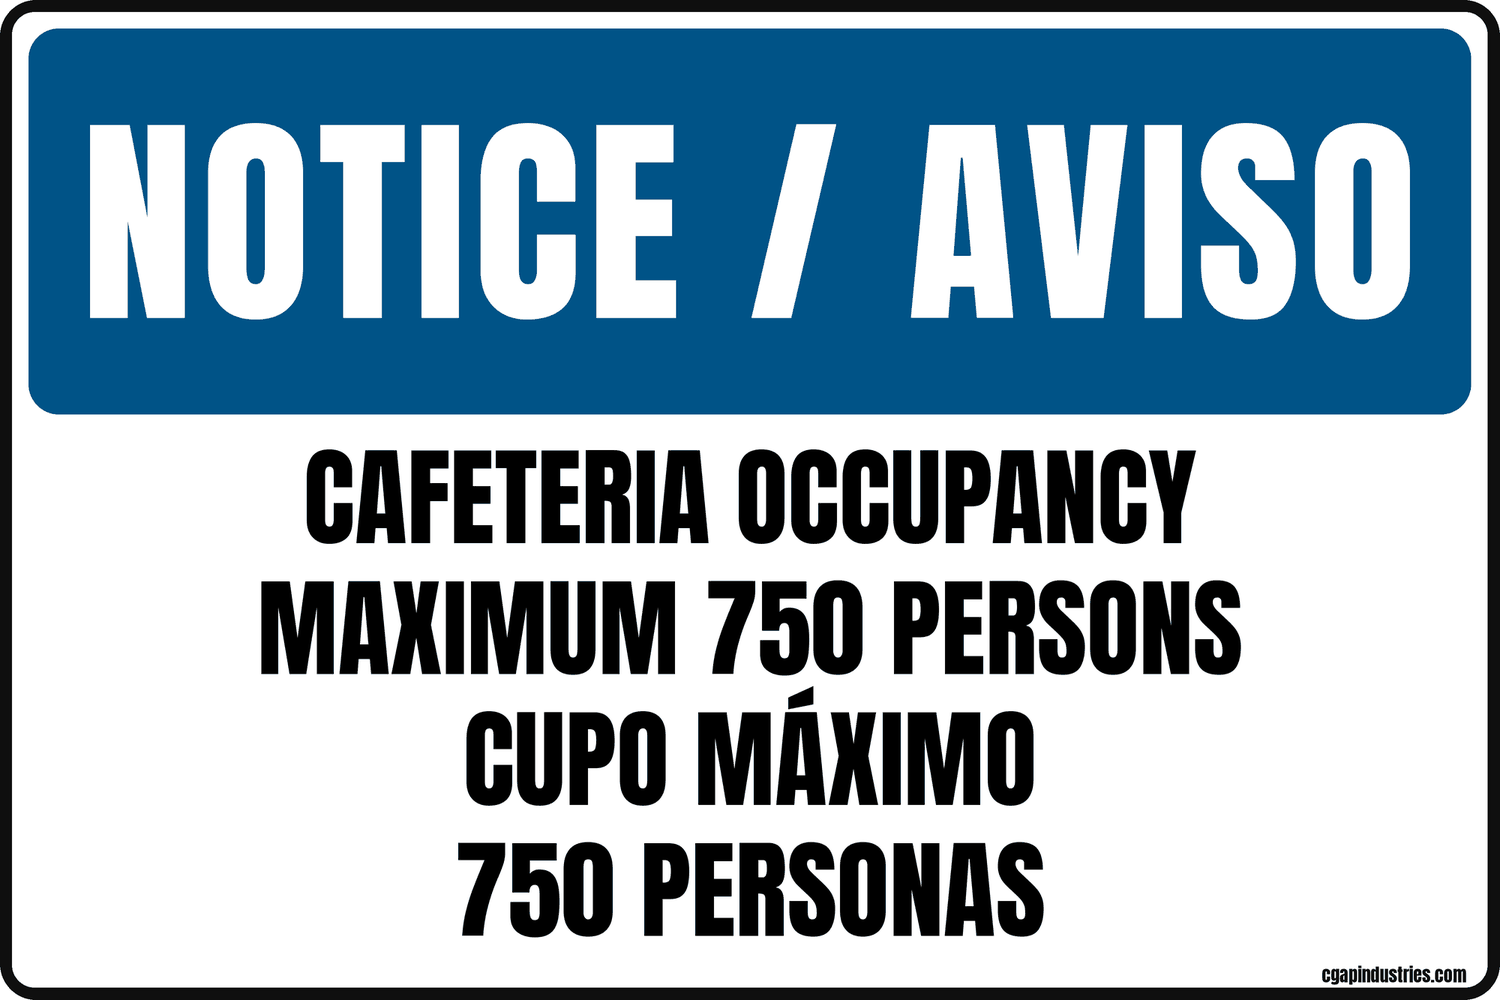 NOTICE / AVISO
CAFETERIA OCCUPANCY
MAXIMUM 750 PERSONS
CUPO MÁXIMO
750 PERSONAS
cgapindustries.com